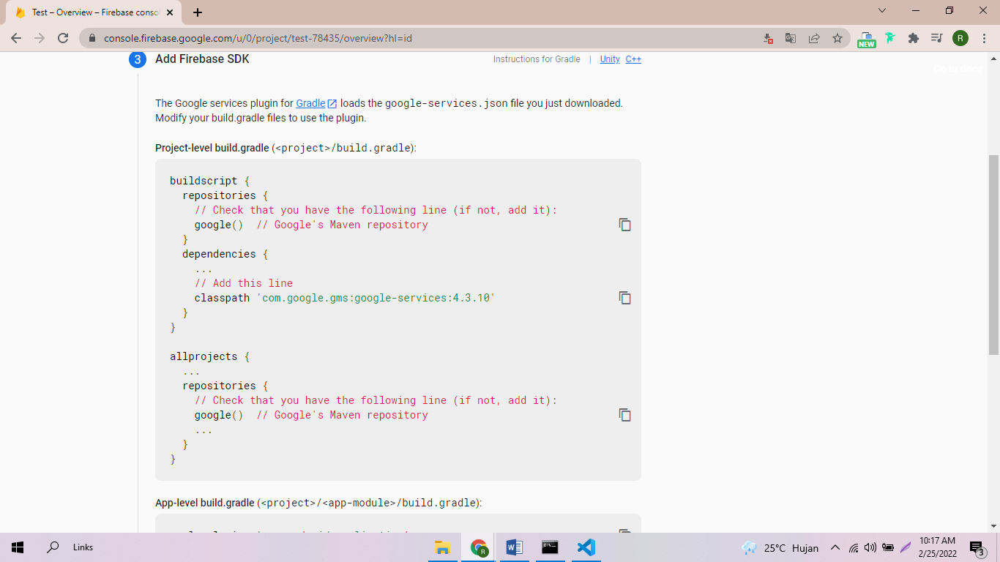 Test – Overview – Firebase conso
console.firebase.google.com/u/0/project/test-78435/overview?hl=id
NEW
R
3 Add Firebase SDK
Instructions for Gradle | Unity C++
Go to docs
The Google services plugin for Gradle loads the google-services.json file you just downloaded.
Modify your build.gradle files to use the plugin.
Project-level build.gradle (<project>/build.gradle):
buildscript {
repositories {
// Check that you have the following line (if not, add it):
google() // Google's Maven repository
}
dependencies {
...
// Add this line
classpath 'com.google.gms:google-services:4.3.10'
}
}
allprojects {
...
repositories {
// Check that you have the following line (if not, add it):
google() // Google's Maven repository
...
}
}
App-level build.gradle (<project>/<app-module>/build.gradle):
Links
R
25°C Hujan
10:17 AM
2/25/2022
3